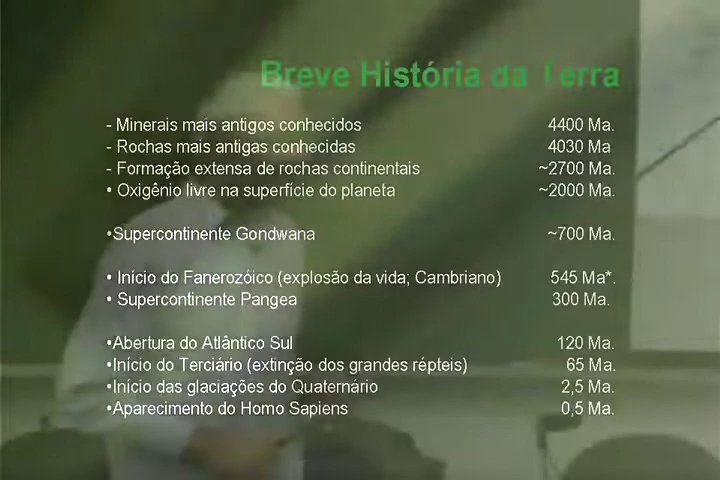 Breve História da Terra
- Minerais mais antigos conhecidos 4400 Ma.
- Rochas mais antigas conhecidas 4030 Ma
- Formação extensa de rochas continentais ~2700 Ma.
• Oxigênio livre na superfície do planeta ~2000 Ma.
•Supercontinente Gondwana ~700 Ma.
• Início do Fanerozóico (explosão da vida; Cambriano) 545 Ma*.
• Supercontinente Pangea 300 Ma.
•Abertura do Atlântico Sul 120 Ma.
•Início do Terciário (extinção dos grandes répteis) 65 Ma.
•Início das glaciações do Quaternário 2,5 Ma.
•Aparecimento do Homo Sapiens 0,5 Ma.